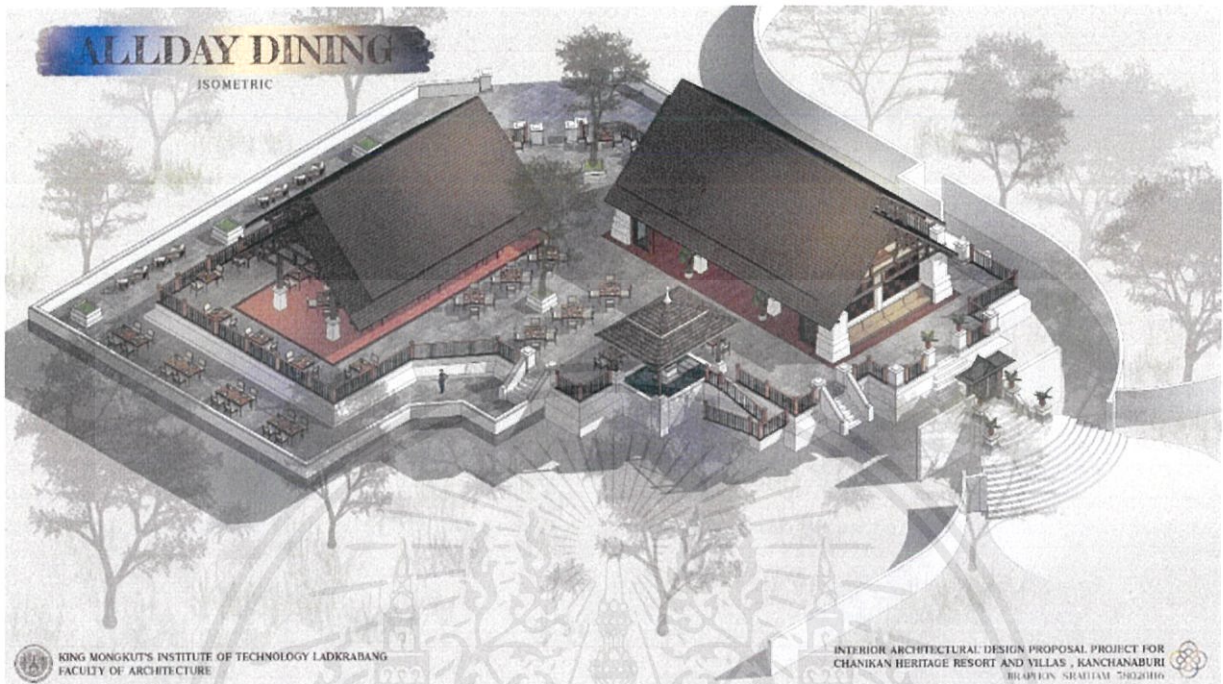 ALLDAY DINING
ISOMETRIC
KING MONGKUT'S INSTITUTE OF TECHNOLOGY LADKRABANG
FACULTY OF ARCHITECTURE
INTERIOR ARCHITECTURAL DESIGN PROPOSAL PROJECT FOR
CHANIKAN HERITAGE RESORT AND VILLAS , KANCHANABURI